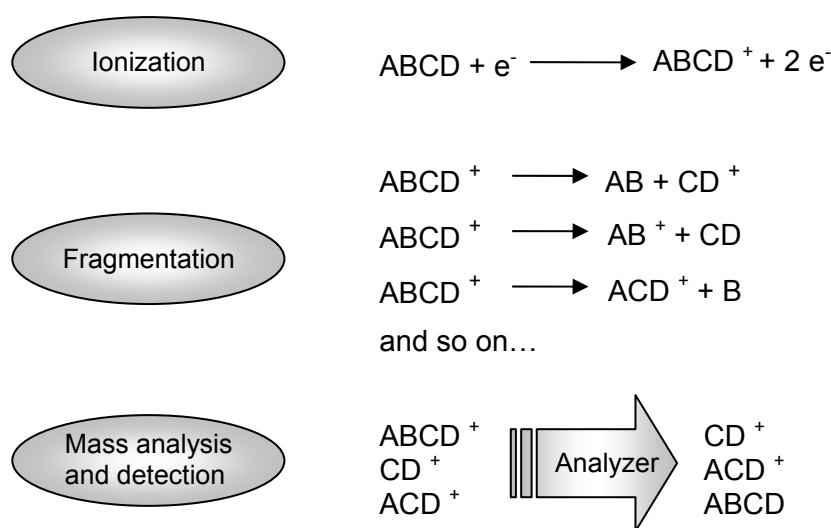 Ionization
ABCD + e- ⟶ ABCD + + 2 e-
Fragmentation
ABCD + ⟶ AB + CD +
ABCD + ⟶ AB + + CD
ABCD + ⟶ ACD + + B
and so on…
Mass analysis
and detection
ABCD +
CD +
ACD +
Analyzer
CD +
ACD +
ABCD